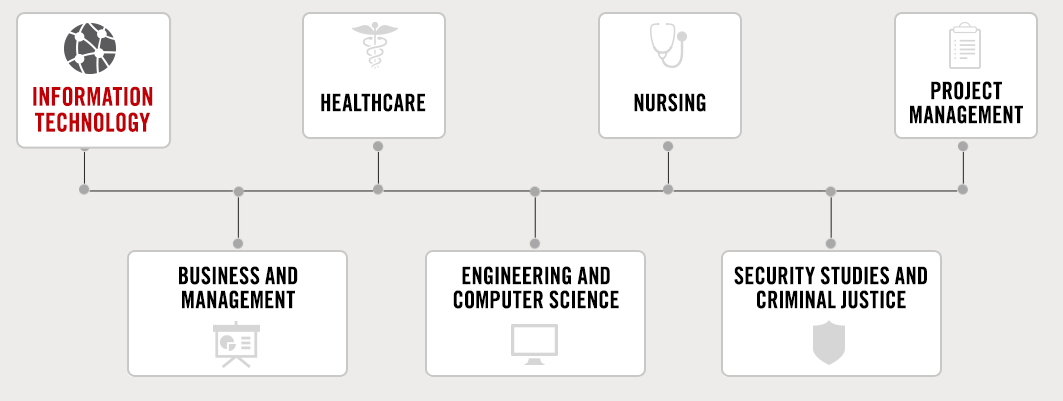 INFORMATION
TECHNOLOGY
HEALTHCARE
NURSING
PROJECT
MANAGEMENT
BUSINESS AND
MANAGEMENT
ENGINEERING AND
COMPUTER SCIENCE
SECURITY STUDIES AND
CRIMINAL JUSTICE